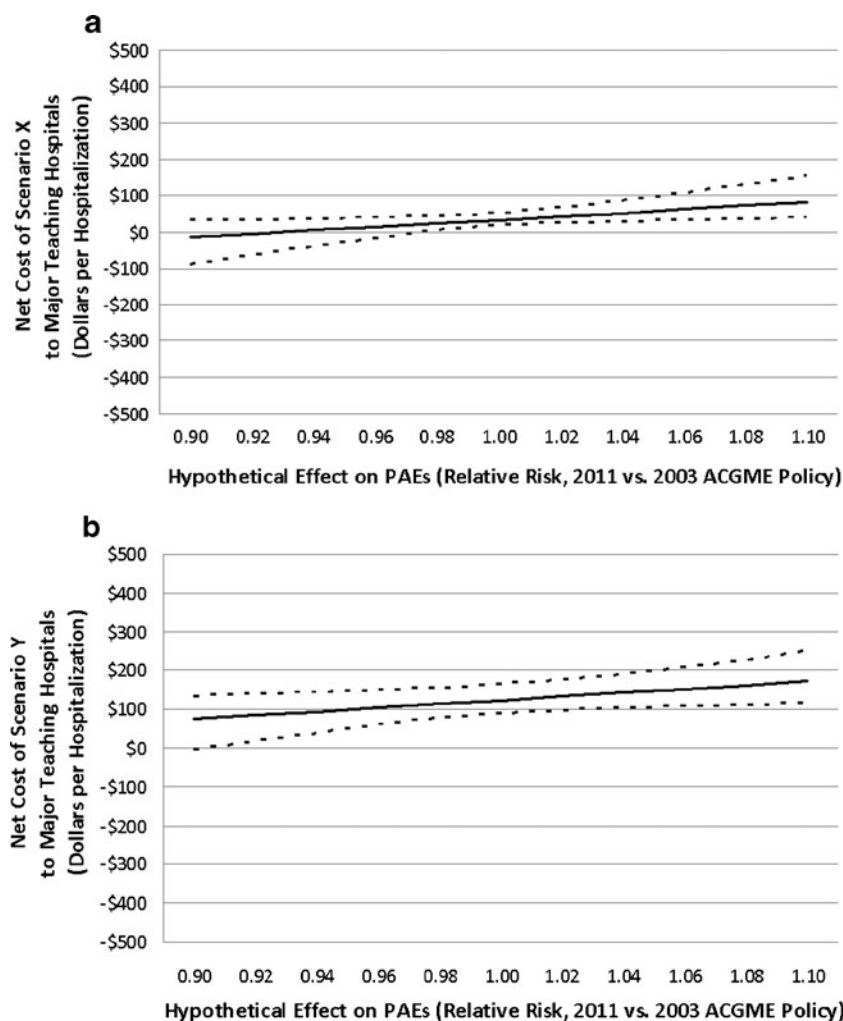 a
$500
$400
$300
$200
$100
$0
-$100
-$200
-$300
-$400
-$500
Net Cost of Scenario X
to Major Teaching Hospitals
(Dollars per Hospitalization)
0.90 0.92 0.94 0.96 0.98 1.00 1.02 1.04 1.06 1.08 1.10
Hypothetical Effect on PAEs (Relative Risk, 2011 vs. 2003 ACGME Policy)
b
$500
$400
$300
$200
$100
$0
-$100
-$200
-$300
-$400
-$500
Net Cost of Scenario Y
to Major Teaching Hospitals
(Dollars per Hospitalization)
0.90 0.92 0.94 0.96 0.98 1.00 1.02 1.04 1.06 1.08 1.10
Hypothetical Effect on PAEs (Relative Risk, 2011 vs. 2003 ACGME Policy)